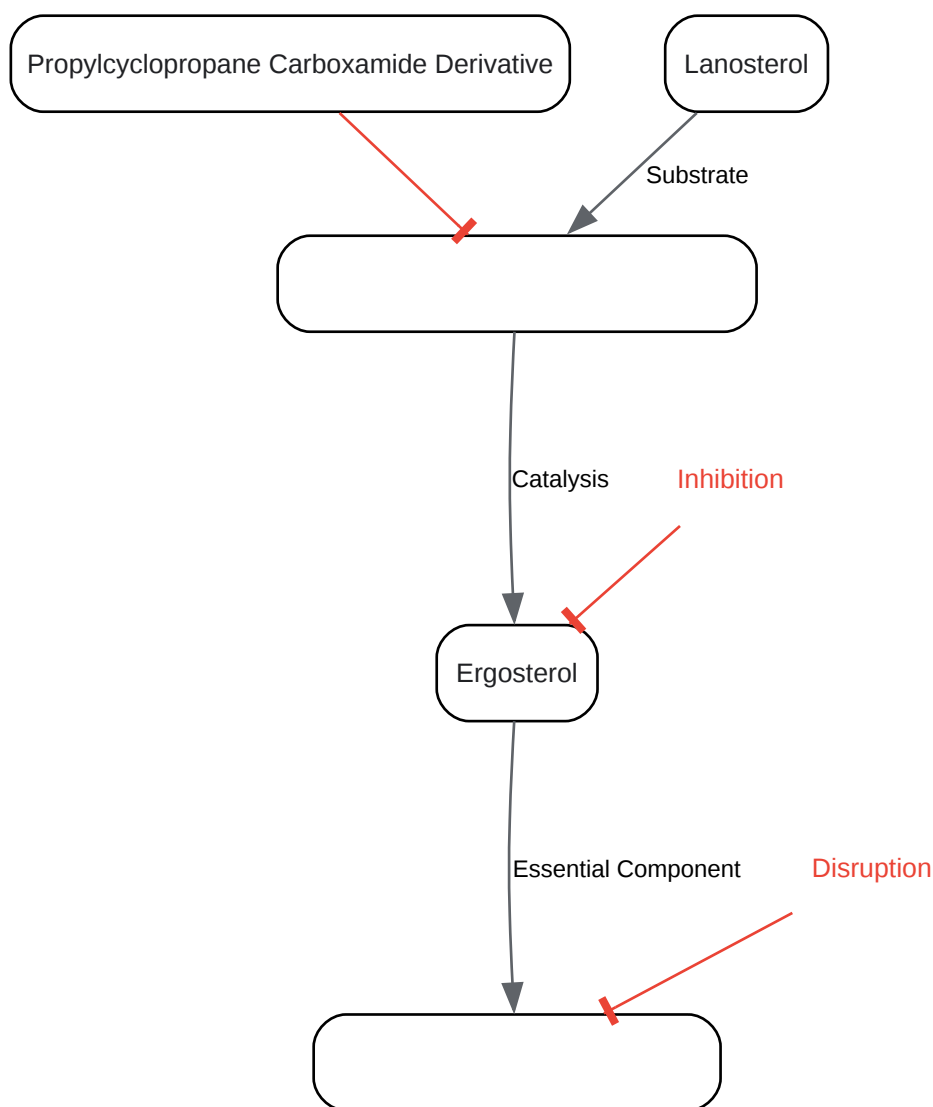 Propylcyclopropane Carboxamide Derivative
Lanosterol
Substrate
Catalysis
Inhibition
Ergosterol
Essential Component
Disruption